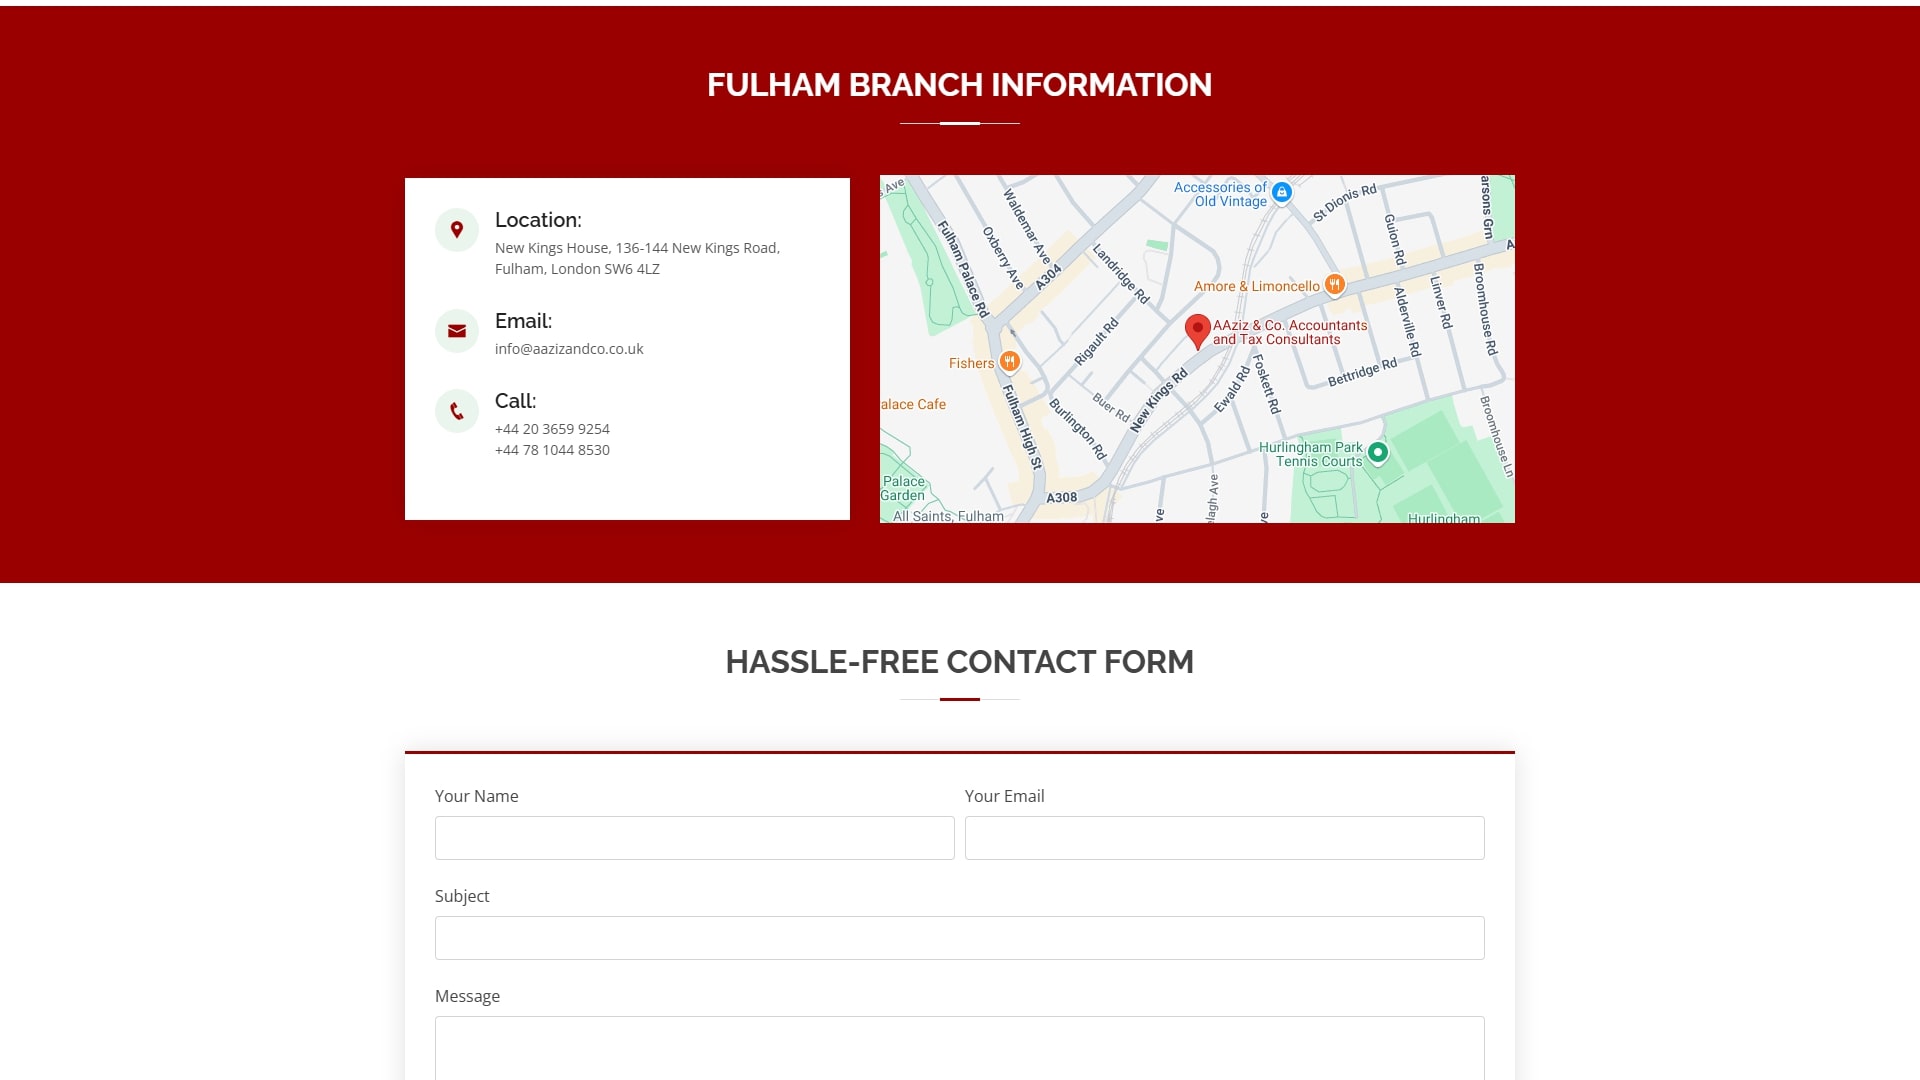 FULHAM BRANCH INFORMATION
Location:
New Kings House, 136-144 New Kings Road,
Fulham, London SW6 4LZ
Email:
info@aazizandco.co.uk
Call:
+44 20 3659 9254
+44 78 1044 8530
Ave
Waldemar Ave
Oxberry Ave
Fulham Palace Rd
A304
Landridge Rd
Accessories of
Old Vintage
St Dionis Rd
Guion Rd
arsons Grn
A
Amore & Limoncello
Alderville Rd
Linver Rd
Broomhouse Rd
AAziz & Co. Accountants
and Tax Consultants
Rigault Rd
Fishers
Bettridge Rd
Foskett Rd
Ewald Rd
New Kings Rd
Buer Rd
Burlington Rd
Fulham High St
alace Cafe
Broomhouse Ln
Hurlingham Park
Tennis Courts
Palace
Garden
A308
elagh Ave
ve
ve
All Saints, Fulham
Hurlingham
HASSLE-FREE CONTACT FORM
Your Name
Your Email
Subject
Message